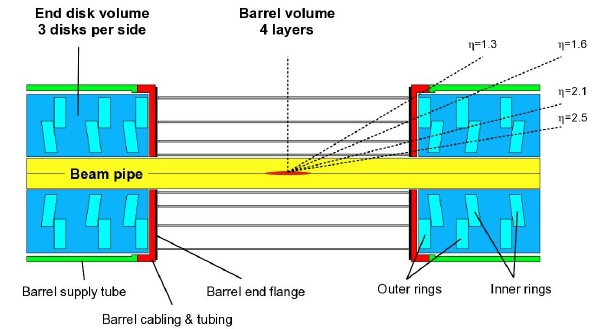 End disk volume
3 disks per side
Barrel volume
4 layers
η=1.3
η=1.6
η=2.1
η=2.5
Beam pipe
Barrel supply tube
Barrel end flange
Outer rings
Inner rings
Barrel cabling & tubing